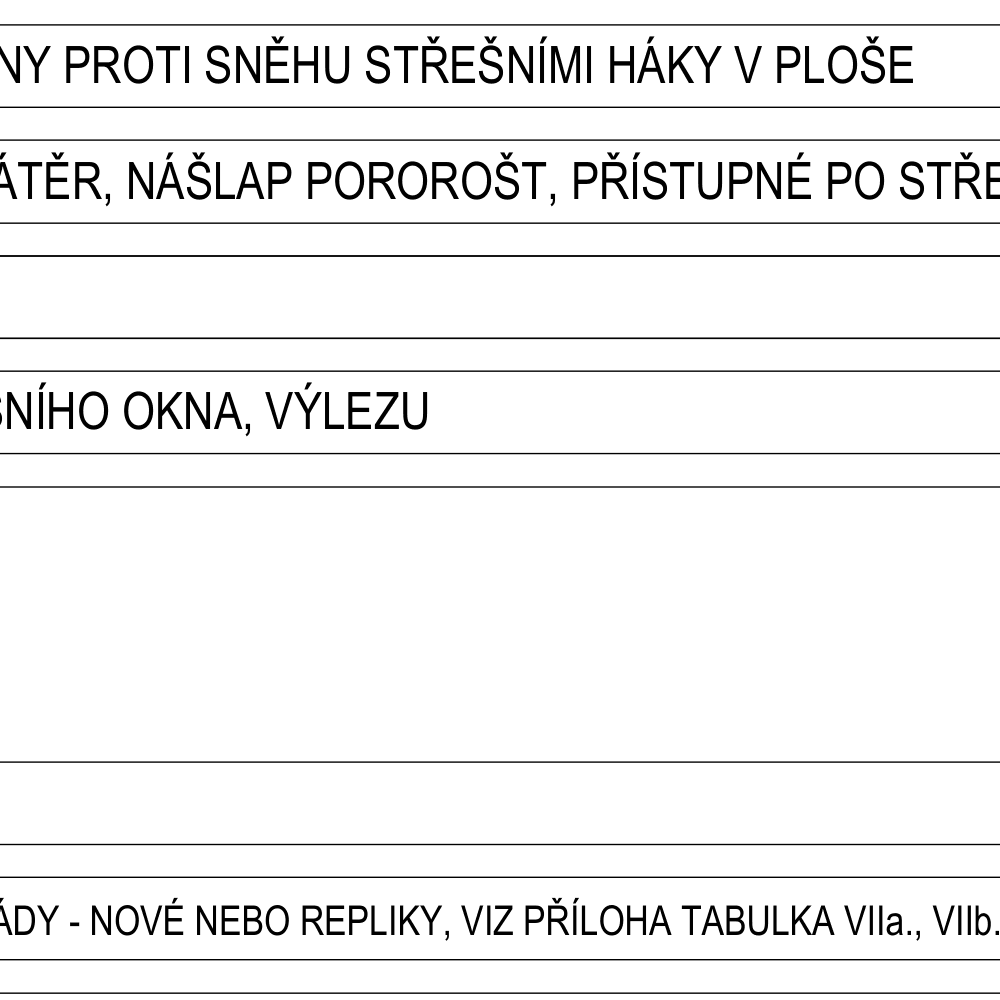 NY PROTI SNĚHU STŘEŠNÍMI HÁKY V PLOŠE
ÁTĚR, NÁŠLAP POROROŠT, PŘÍSTUPNÉ PO STŘE
ŠNÍHO OKNA, VÝLEZU
ÁDY - NOVÉ NEBO REPLIKY, VIZ PŘÍLOHA TABULKA VIIa., VIIb.